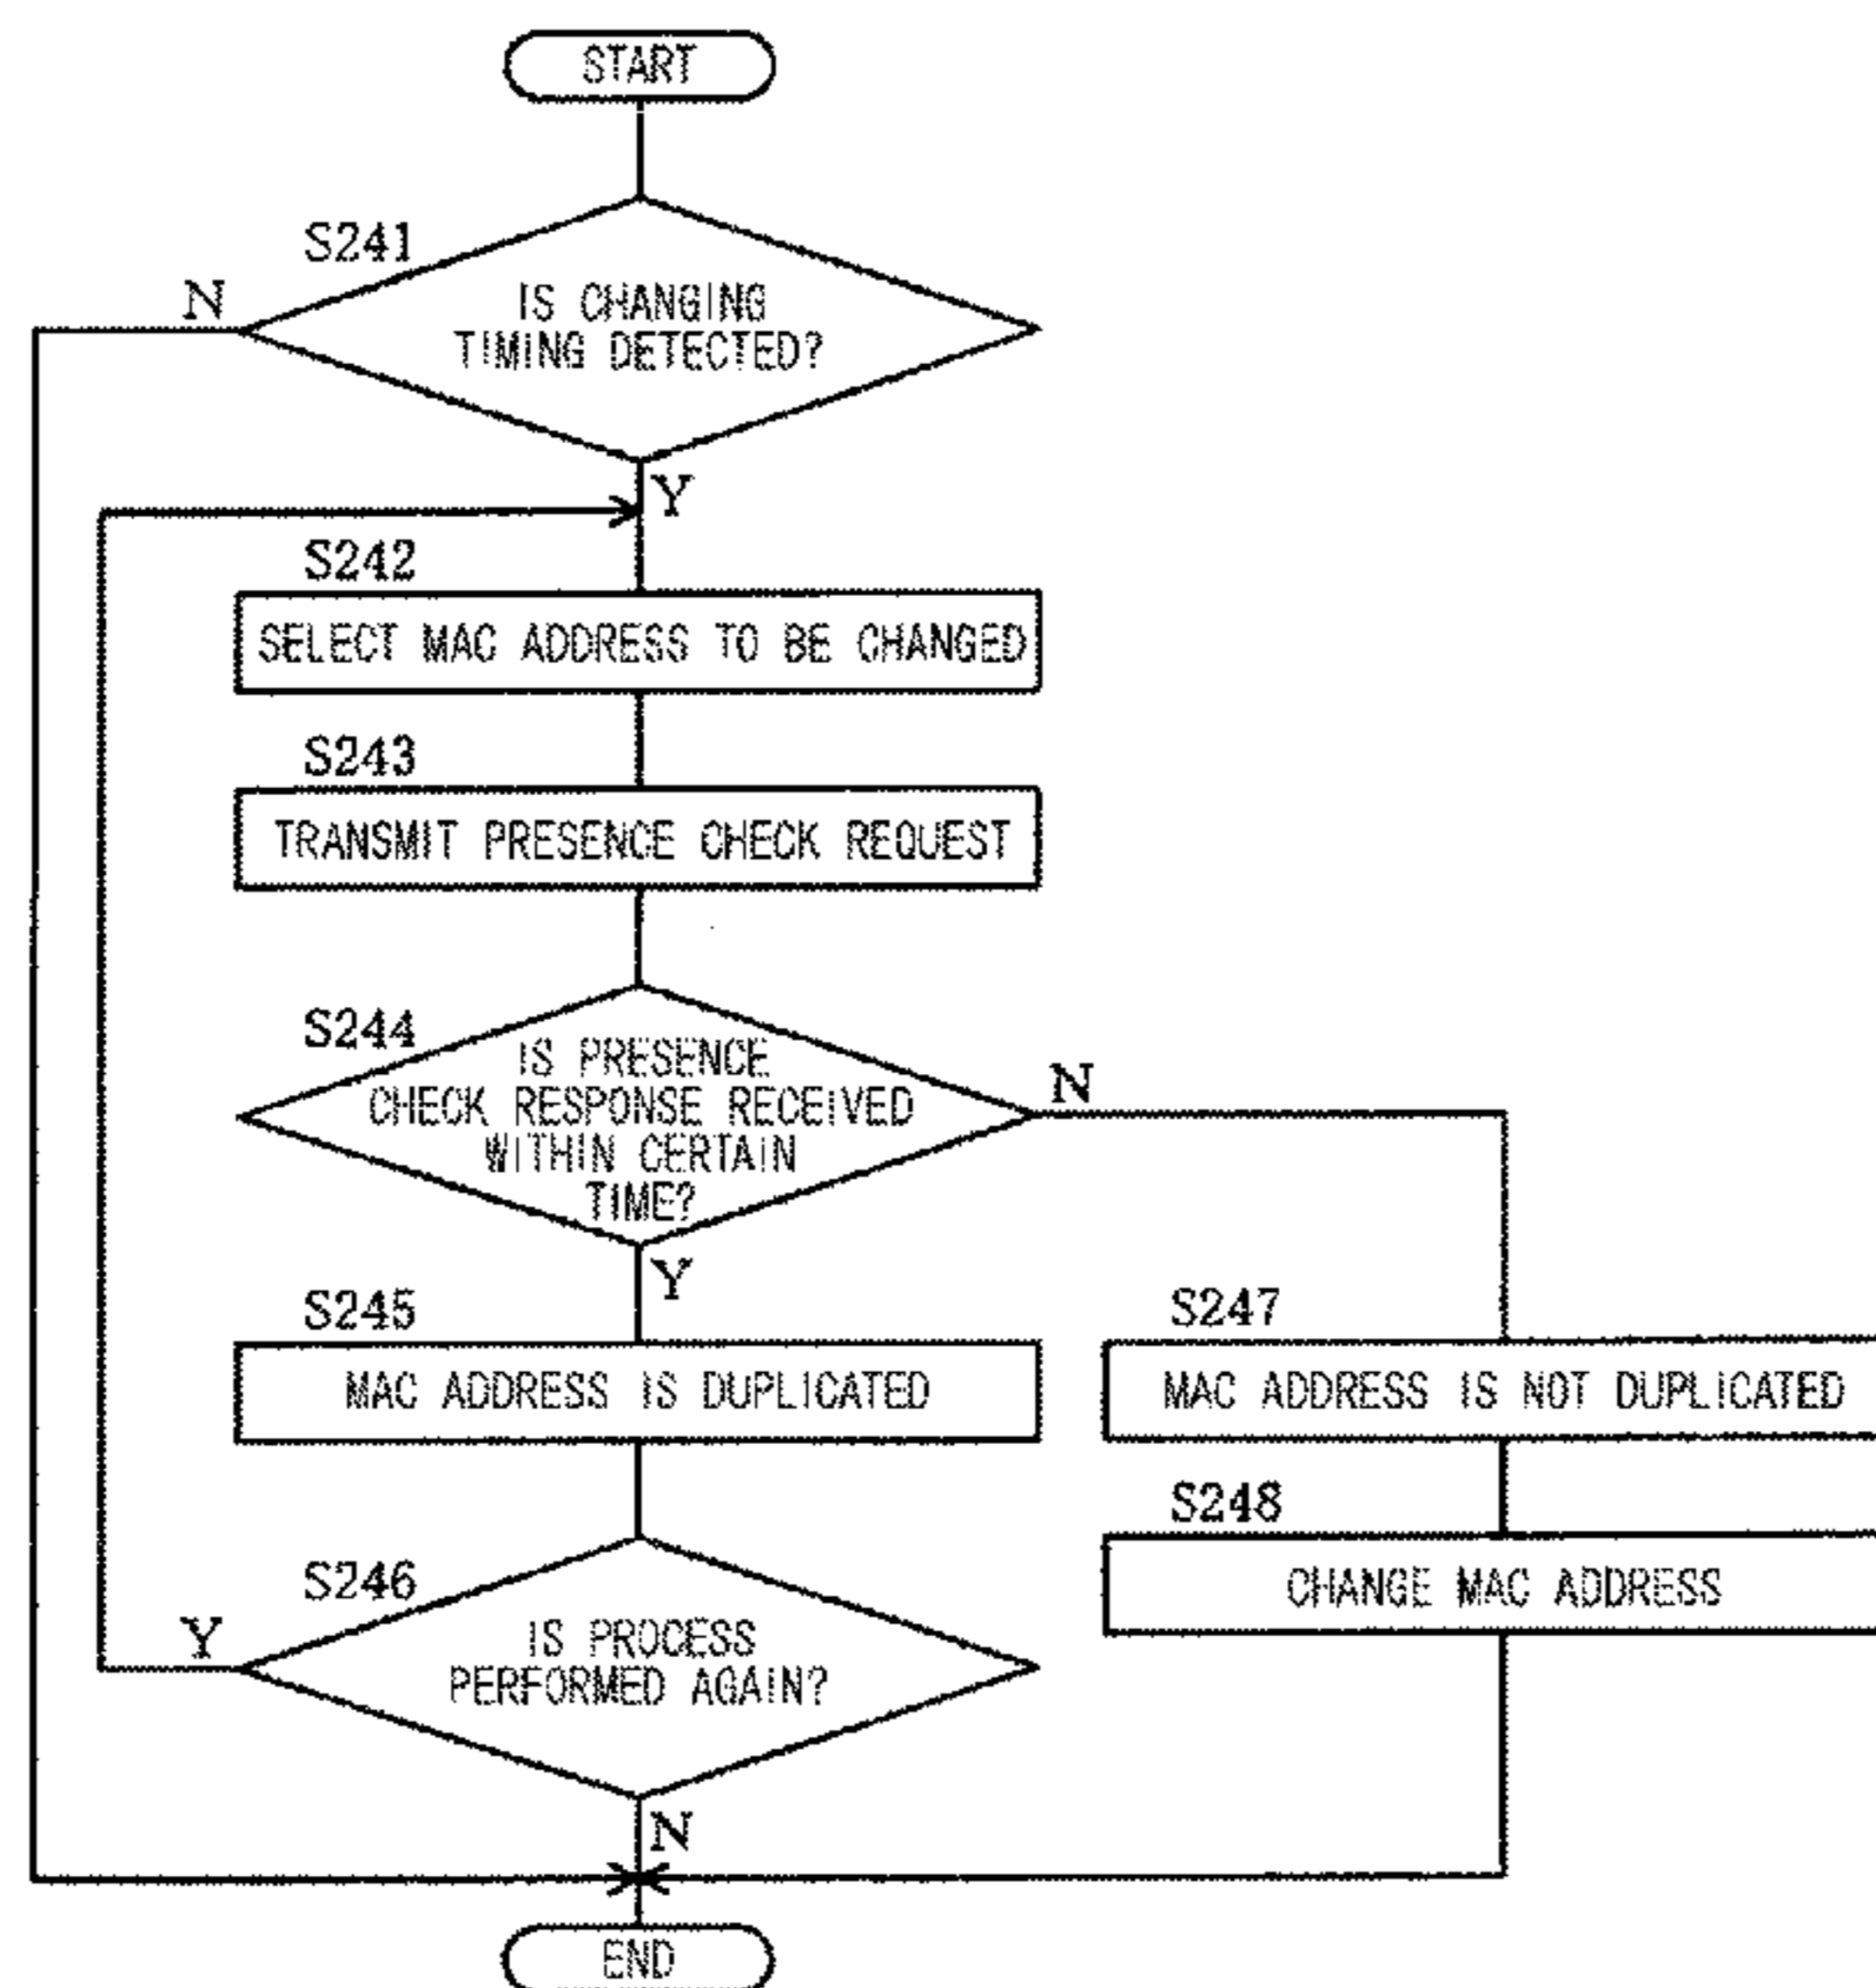 START
S241
N
IS CHANGING
TIMING DETECTED?
Y
S242
SELECT MAC ADDRESS TO BE CHANGED
S243
TRANSMIT PRESENCE CHECK REQUEST
S244
IS PRESENCE
CHECK RESPONSE RECEIVED
WITHIN CERTAIN
TIME?
N
Y
S245
MAC ADDRESS IS DUPLICATED
S247
MAC ADDRESS IS NOT DUPLICATED
S248
CHANGE MAC ADDRESS
S246
Y
IS PROCESS
PERFORMED AGAIN?
N
END